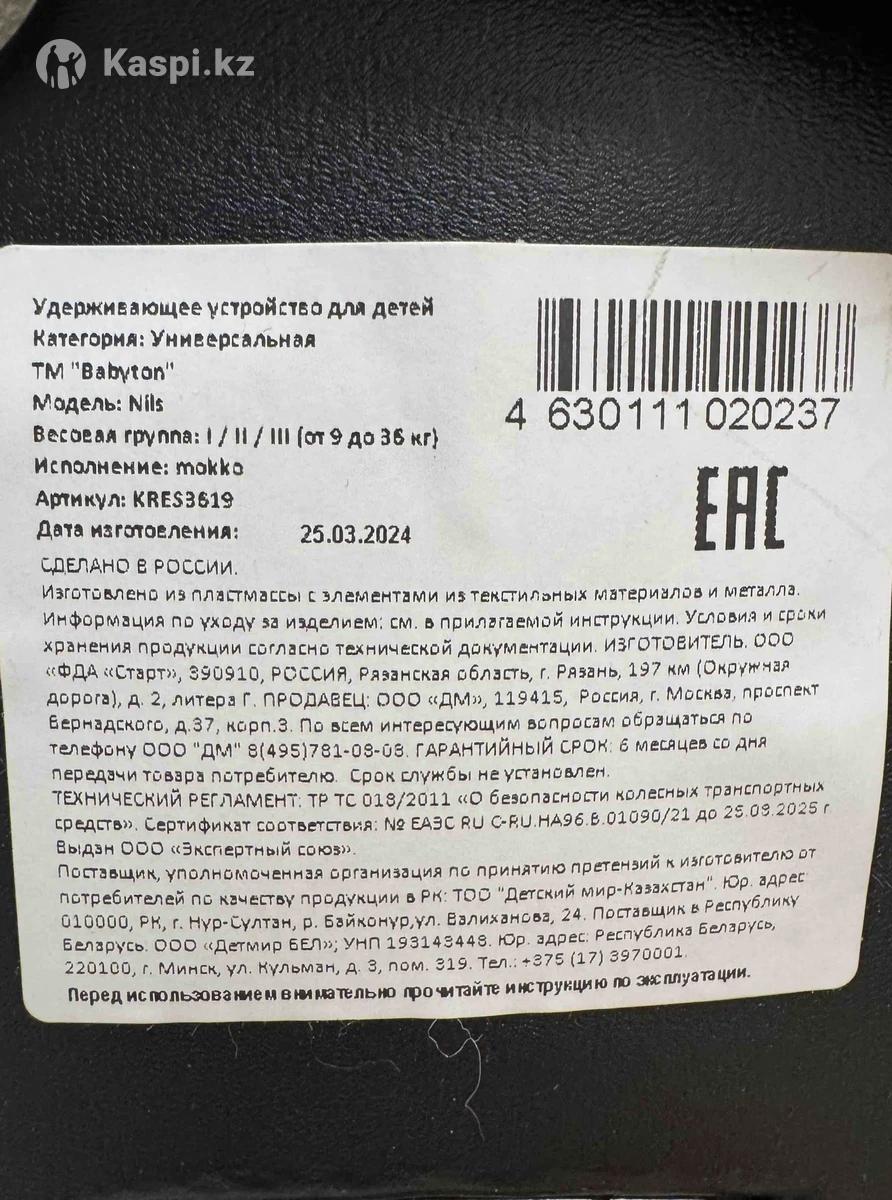 Kaspi.kz
Удерживающее устройство для детей
Категория: Универсальная
ТМ "Babyton"
Модель: Nils
Весовая группа: I / II / III (от 9 до 36 кг)
Исполнение: mokko
Артикул: KRES3619
Дата изготовления: 25.03.2024
4 630111 020237
EAC
СДЕЛАНО В РОССИИ.
Изготовлено из пластмассы с элементами из текстильных материалов и металла.
Информация по уходу за изделием: см. в прилагаемой инструкции. Условия и сроки
хранения продукции согласно технической документации. ИЗГОТОВИТЕЛЬ. ООО
«ФДА «Старт», 390910, РОССИЯ, Рязанская область, г. Рязань, 197 км (Окружная
дорога), д. 2, литера Г. ПРОДАВЕЦ: ООО «ДМ», 119415, Россия, г. Москва, проспект
Вернадского, д.37, корп.3. По всем интересующим вопросам обращаться по
телефону ООО "ДМ" 8(495)781-08-08. ГАРАНТИЙНЫЙ СРОК: 6 месяцев со дня
передачи товара потребителю. Срок службы не установлен.
ТЕХНИЧЕСКИЙ РЕГЛАМЕНТ: ТР ТС 018/2011 «О безопасности колесных транспортных
средств». Сертификат соответствия: № ЕАЭС RU C-RU.HA96.B.01090/21 до 25.08.2025 г
Выдан ООО «Экспертный союз».
Поставщик, уполномоченная организация по принятию претензий к изготовителю от
потребителей по качеству продукции в РК: ТОО "Детский мир-Казахстан". Юр. адрес
010000, РК, г. Нур-Султан, р. Байконур,ул. Валиханова, 24. Поставщик в Республику
Беларусь. ООО «Детмир БЕЛ»; УНП 193143448. Юр. адрес: Республика Беларусь,
220100, г. Минск, ул. Кульман, д. 3, пом. 319. Тел.: +375 (17) 3970001.
Перед использованием внимательно прочитайте инструкцию по эксплуатации.